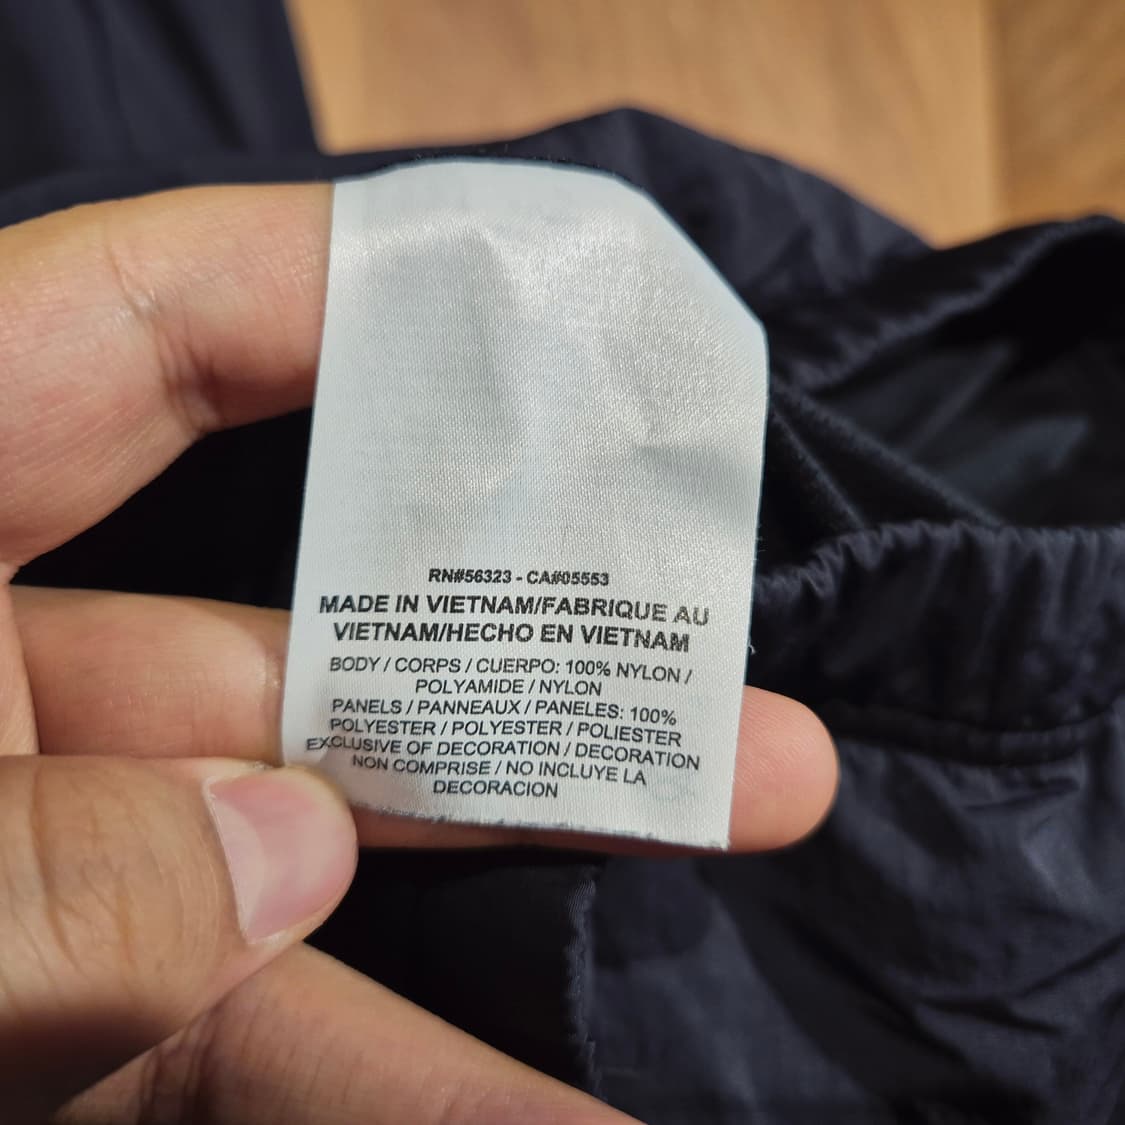 RN#56323 - CA#05553
MADE IN VIETNAM/FABRIQUE AU
VIETNAM/HECHO EN VIETNAM
BODY / CORPS / CUERPO: 100% NYLON /
POLYAMIDE / NYLON
PANELS / PANNEAUX / PANELES: 100%
POLYESTER / POLYESTER / POLIESTER
EXCLUSIVE OF DECORATION / DECORATION
NON COMPRISE / NO INCLUYE LA
DECORACION